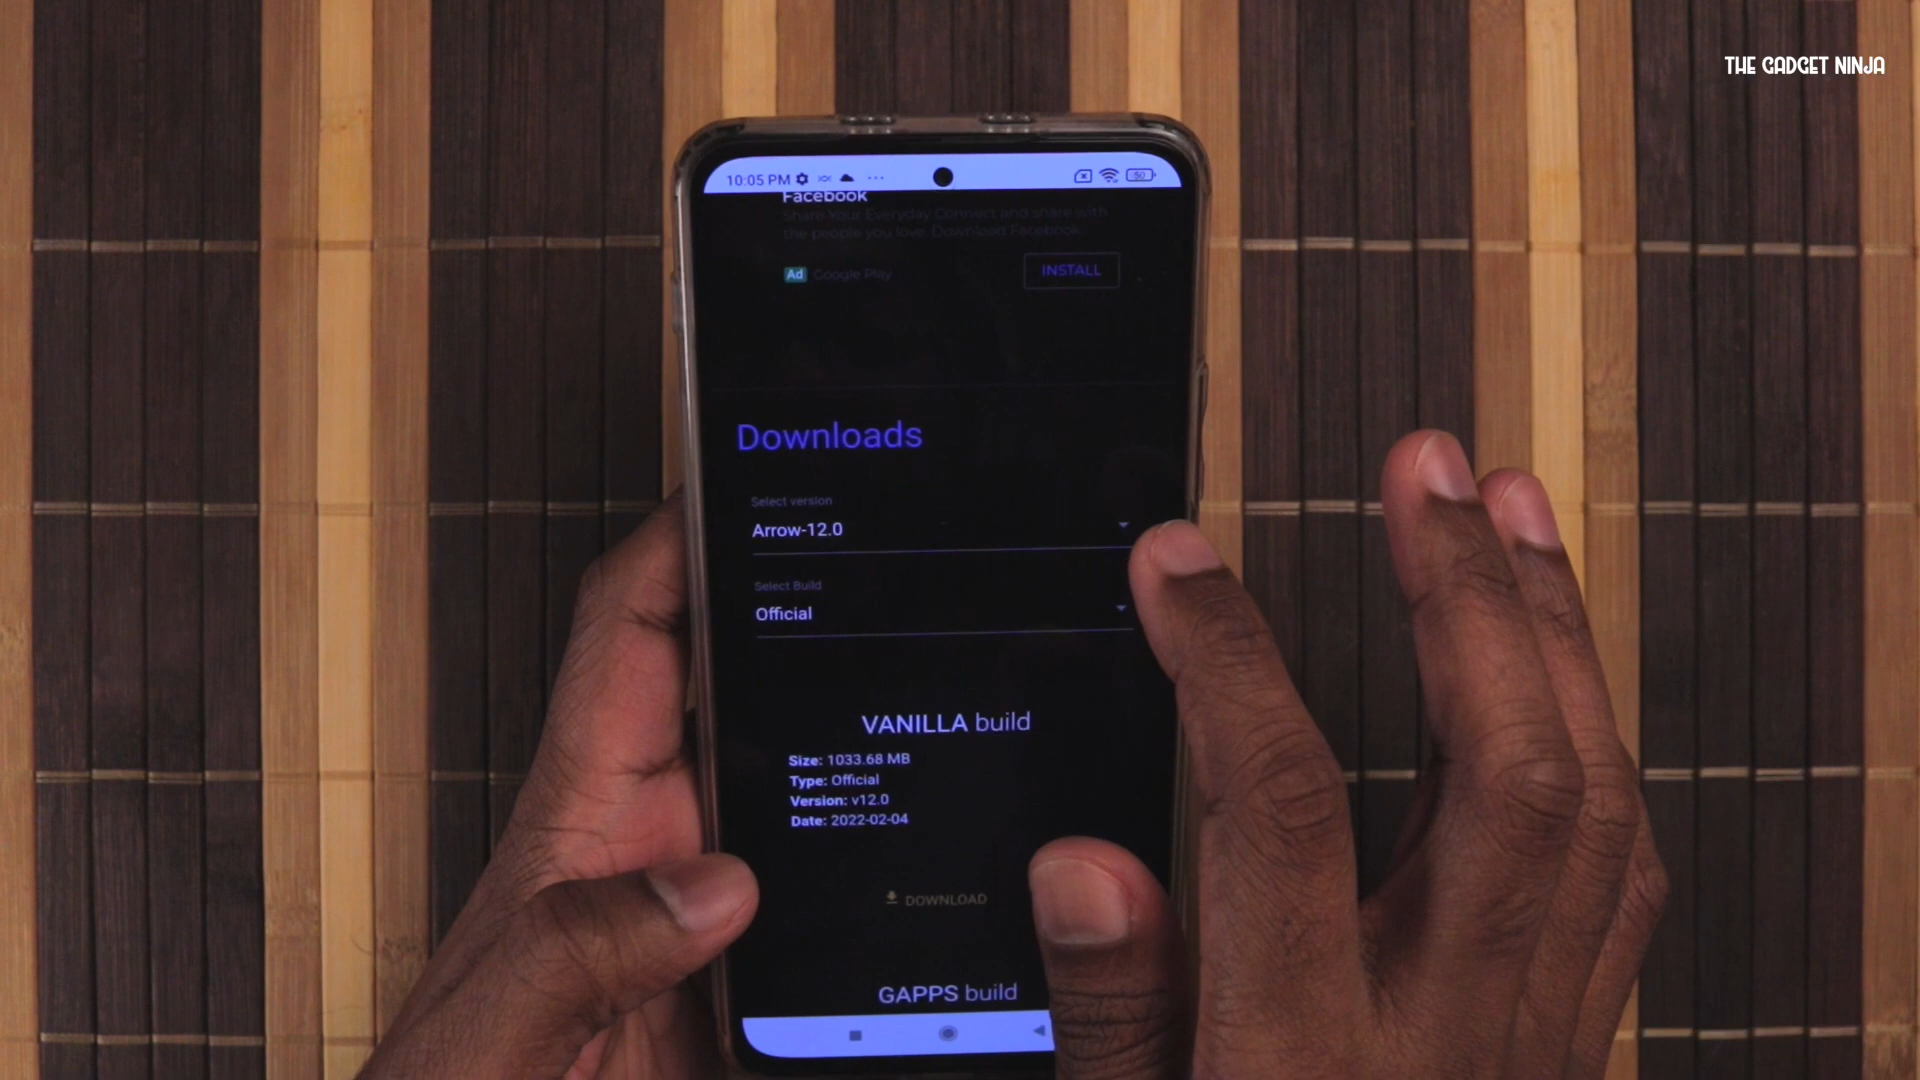 THE GADGET NINJA
10:05 PM
50
Facebook
Share Your Everyday Connect and share with
the people you love. Download Facebook.
Ad Google Play
INSTALL
Downloads
Select version
Arrow-12.0
Select Build
Official
VANILLA build
Size: 1033.68 MB
Type: Official
Version: v12.0
Date: 2022-02-04
DOWNLOAD
GAPPS build